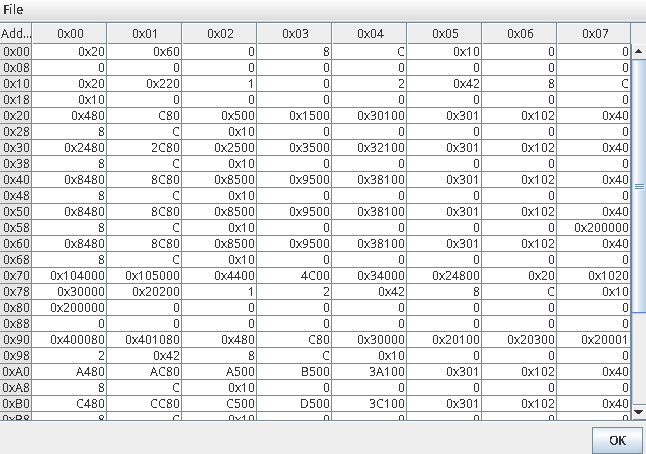 File
Add... 0x00 0x01 0x02 0x03 0x04 0x05 0x06 0x07
0x00 0x20 0x60 0 8 C 0x10 0 0
0x08 0 0 0 0 0 0 0 0
0x10 0x20 0x220 1 0 2 0x42 8 C
0x18 0x10 0 0 0 0 0 0 0
0x20 0x480 C80 0x500 0x1500 0x30100 0x301 0x102 0x40
0x28 8 C 0x10 0 0 0 0 0
0x30 0x2480 2C80 0x2500 0x3500 0x32100 0x301 0x102 0x40
0x38 8 C 0x10 0 0 0 0 0
0x40 0x8480 8C80 0x8500 0x9500 0x38100 0x301 0x102 0x40
0x48 8 C 0x10 0 0 0 0 0
0x50 0x8480 8C80 0x8500 0x9500 0x38100 0x301 0x102 0x40
0x58 8 C 0x10 0 0 0 0 0x200000
0x60 0x8480 8C80 0x8500 0x9500 0x38100 0x301 0x102 0x40
0x68 8 C 0x10 0 0 0 0 0
0x70 0x104000 0x105000 0x4400 4C00 0x34000 0x24800 0x20 0x1020
0x78 0x30000 0x20200 1 2 0x42 8 C 0x10
0x80 0x200000 0 0 0 0 0 0 0
0x88 0 0 0 0 0 0 0 0
0x90 0x400080 0x401080 0x480 C80 0x30000 0x20100 0x20300 0x20001
0x98 2 0x42 8 C 0x10 0 0 0
0xA0 A480 AC80 A500 B500 3A100 0x301 0x102 0x40
0xA8 8 C 0x10 0 0 0 0 0
0xB0 C480 CC80 C500 D500 3C100 0x301 0x102 0x40
0xB8 8 C 0x10 0 0 0 0 0
OK